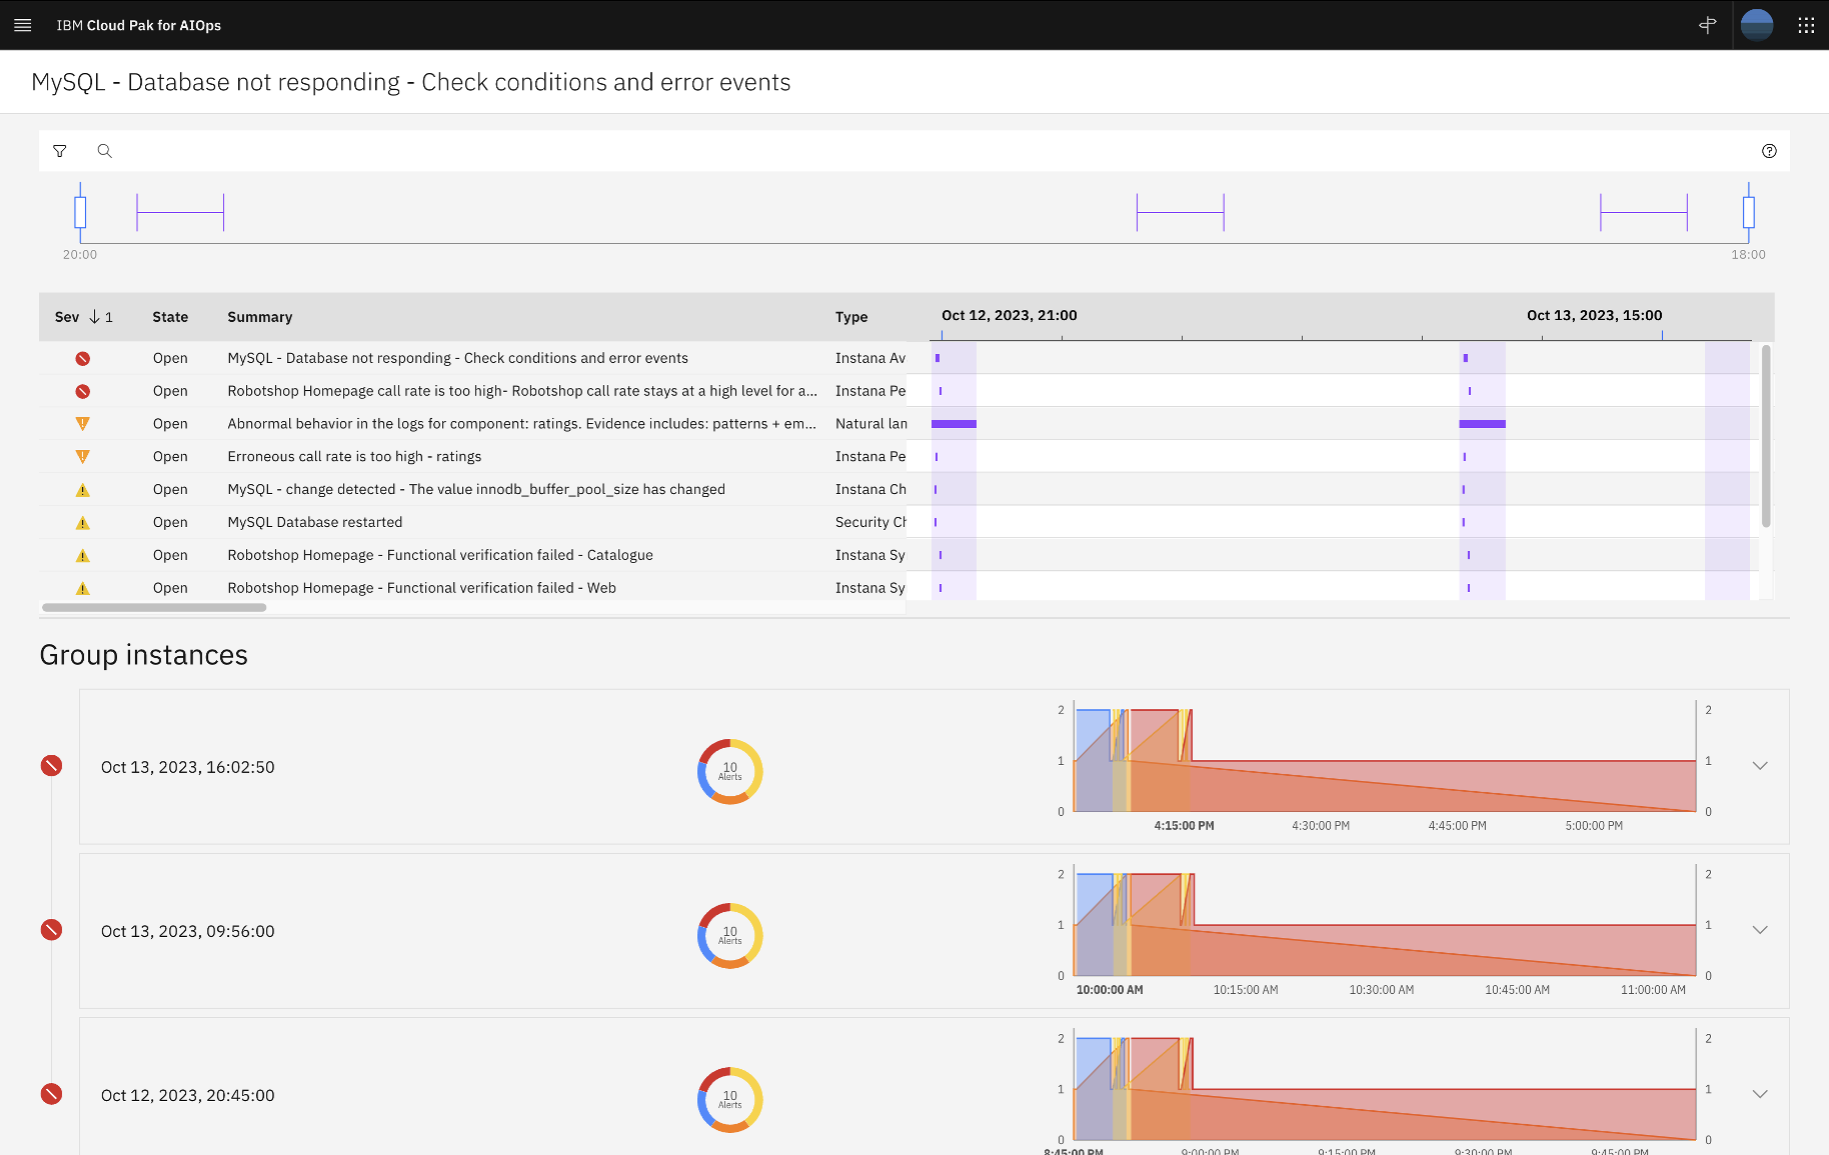 IBM Cloud Pak for AIOps
MySQL - Database not responding - Check conditions and error events
20:00 18:00
Sev 1 State Summary Type Oct 12, 2023, 21:00 Oct 13, 2023, 15:00
Open MySQL - Database not responding - Check conditions and error events Instana Av
Open Robotshop Homepage call rate is too high- Robotshop call rate stays at a high level for a... Instana Pe
Open Abnormal behavior in the logs for component: ratings. Evidence includes: patterns + em... Natural lan
Open Erroneous call rate is too high - ratings Instana Pe
Open MySQL - change detected - The value innodb_buffer_pool_size has changed Instana Ch
Open MySQL Database restarted Security Ch
Open Robotshop Homepage - Functional verification failed - Catalogue Instana Sy
Open Robotshop Homepage - Functional verification failed - Web Instana Sy
Group instances
2 2
Oct 13, 2023, 16:02:50 10 1 1
Alerts
0 0
4:15:00 PM 4:30:00 PM 4:45:00 PM 5:00:00 PM
2 2
Oct 13, 2023, 09:56:00 10 1 1
Alerts
0 0
10:00:00 AM 10:15:00 AM 10:30:00 AM 10:45:00 AM 11:00:00 AM
2 2
Oct 12, 2023, 20:45:00 10 1 1
Alerts
0 0
8:45:00 PM 9:00:00 PM 9:15:00 PM 9:30:00 PM 9:45:00 PM